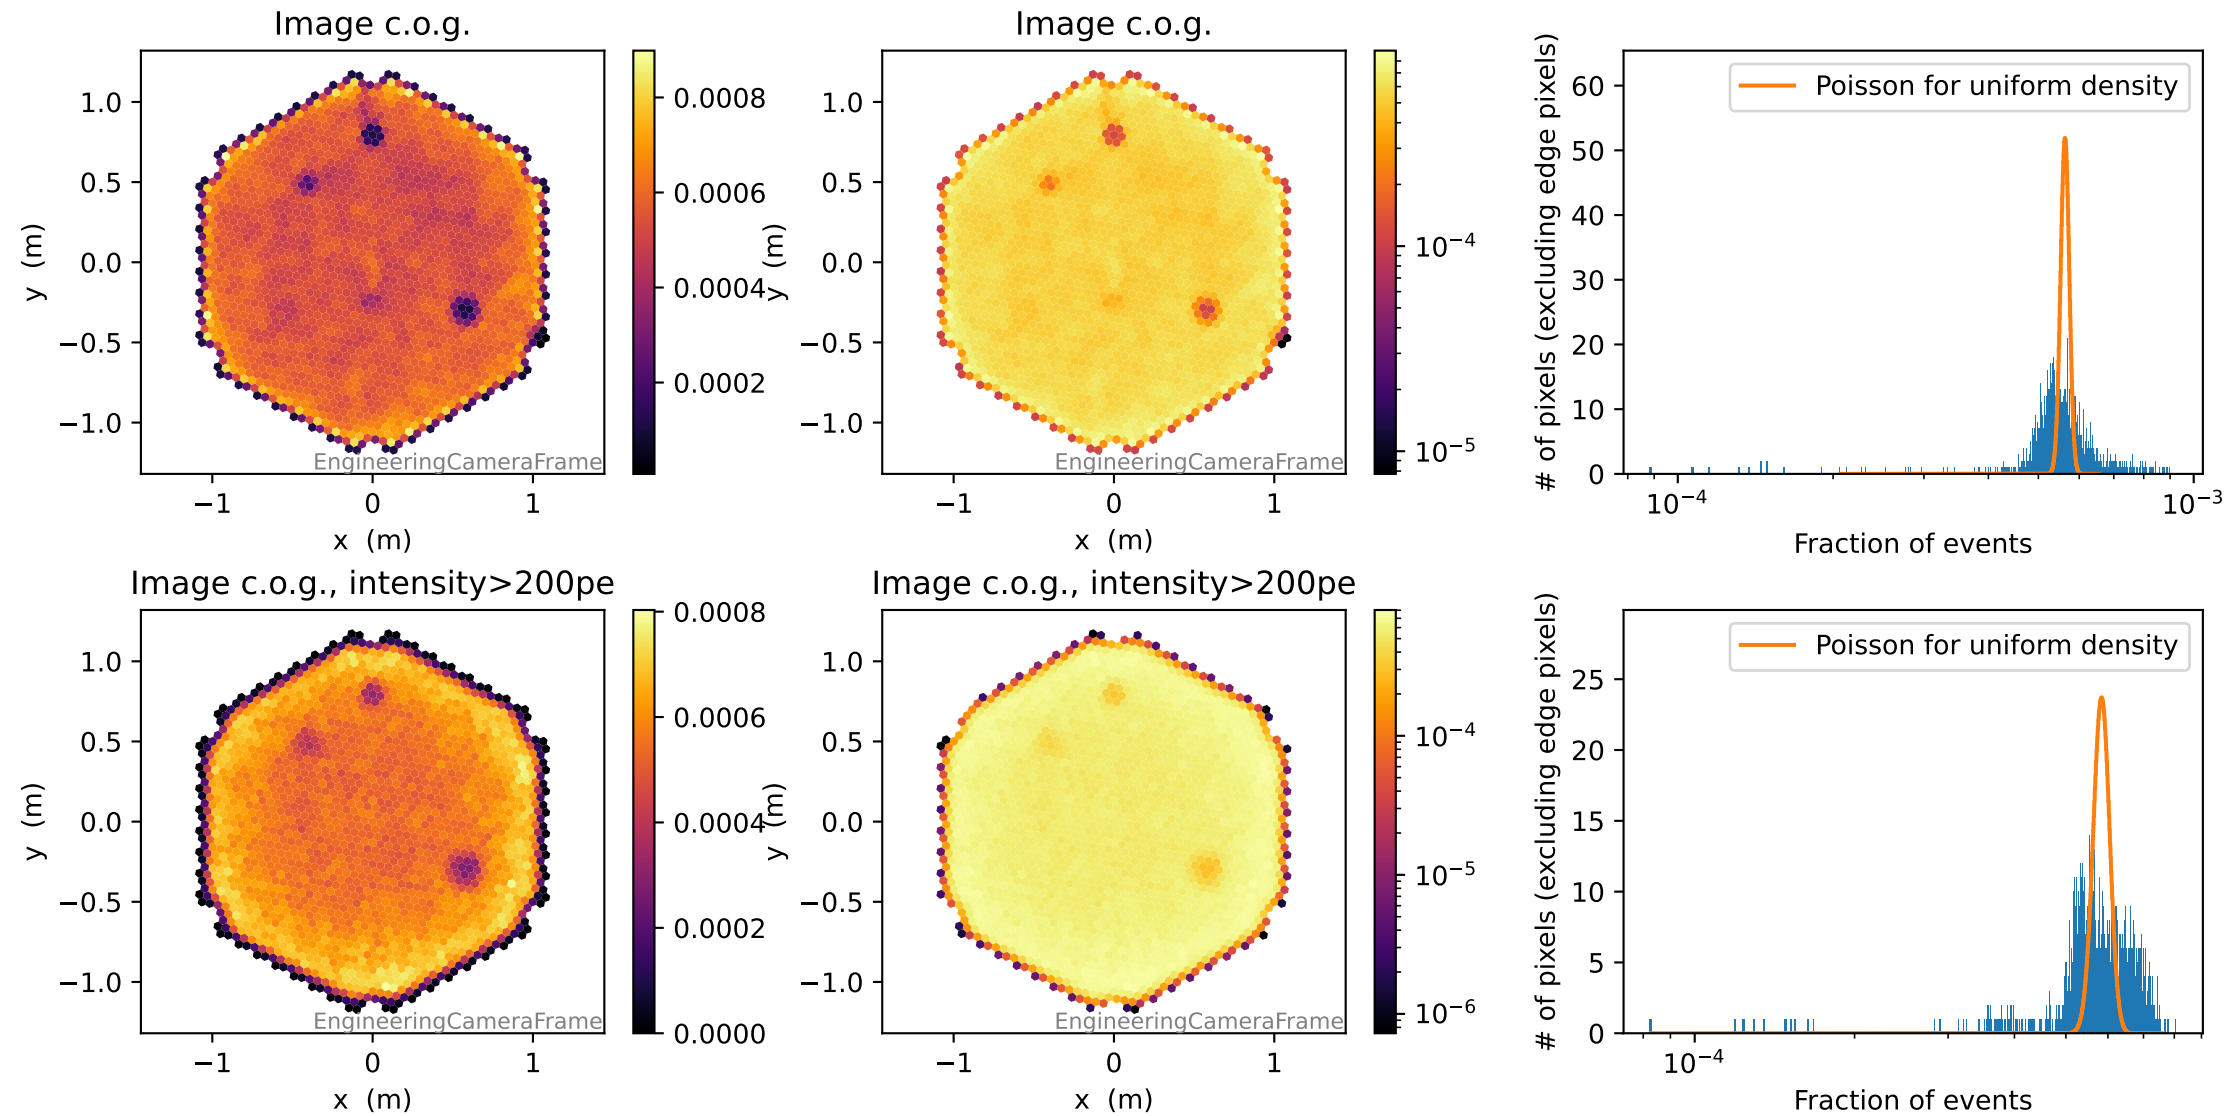 Image c.o.g.
1.0
0.5
0.0
−0.5
−1.0
y (m)
−1 0 1
x (m)
EngineeringCameraFrame
0.0008
0.0006
0.0004
0.0002
Image c.o.g.
1.0
0.5
0.0
−0.5
−1.0
y (m)
−1 0 1
x (m)
EngineeringCameraFrame
10⁻⁴
10⁻⁵
# of pixels (excluding edge pixels)
60
50
40
30
20
10
0
Poisson for uniform density
10⁻⁴ 10⁻³
Fraction of events
Image c.o.g., intensity>200pe
1.0
0.5
0.0
−0.5
−1.0
y (m)
−1 0 1
x (m)
EngineeringCameraFrame
0.0008
0.0006
0.0004
0.0002
0.0000
Image c.o.g., intensity>200pe
1.0
0.5
0.0
−0.5
−1.0
y (m)
−1 0 1
x (m)
EngineeringCameraFrame
10⁻⁴
10⁻⁵
10⁻⁶
# of pixels (excluding edge pixels)
25
20
15
10
5
0
Poisson for uniform density
10⁻⁴
Fraction of events